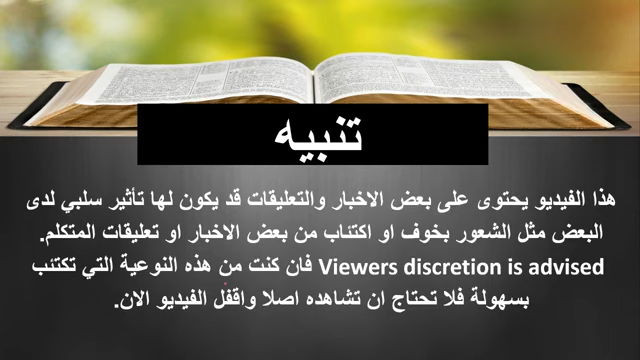 تنبيه
هذا الفيديو يحتوى على بعض الاخبار والتعليقات قد يكون لها تأثير سلبي لدى
البعض مثل الشعور بخوف او اكتئاب من بعض الاخبار او تعليقات المتكلم.
Viewers discretion is advised فان كنت من هذه النوعية التي تكتئب
بسهولة فلا تحتاج ان تشاهده اصلا واقفل الفيديو الان.